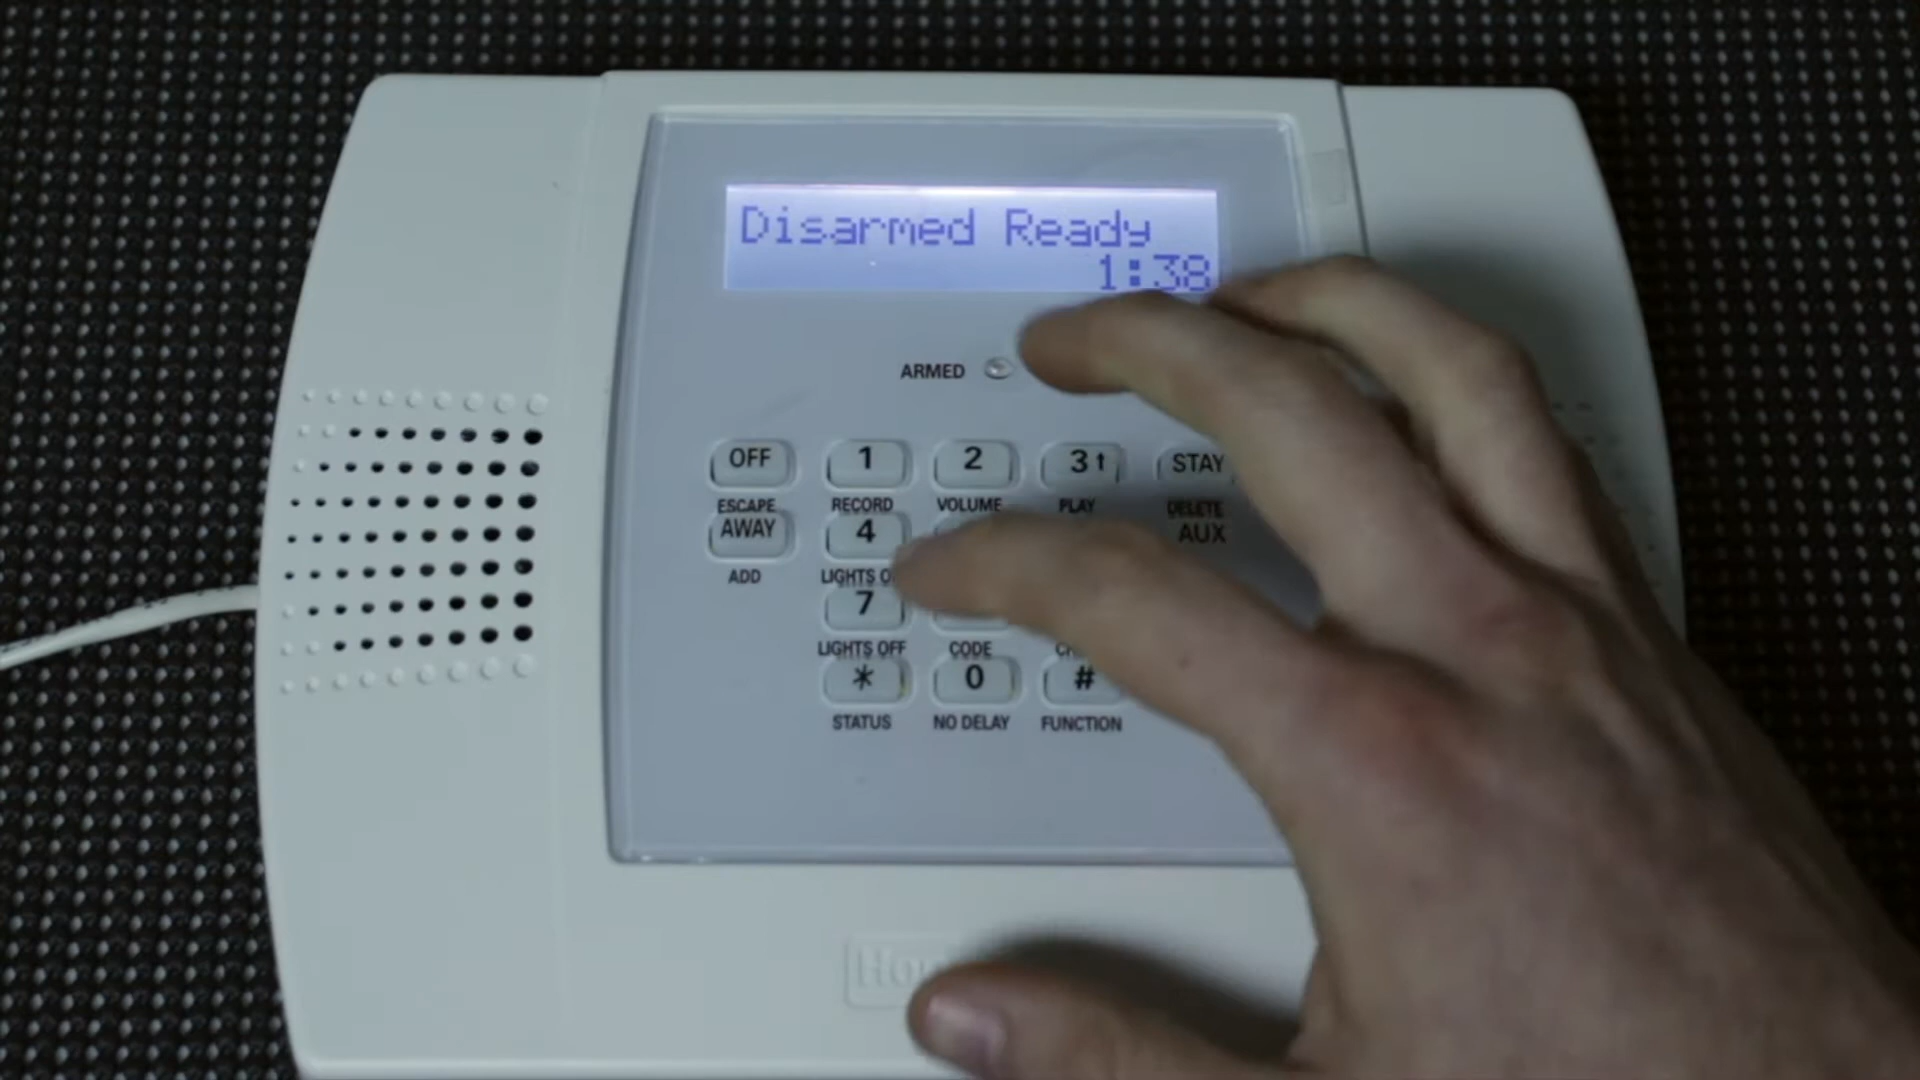 Disarmed Ready
1:38
ARMED
OFF 1 2 3↑ STAY
ESCAPE RECORD VOLUME PLAY DELETE
AWAY 4 AUX
ADD LIGHTS
7
LIGHTS OFF CODE
* 0 #
STATUS NO DELAY FUNCTION